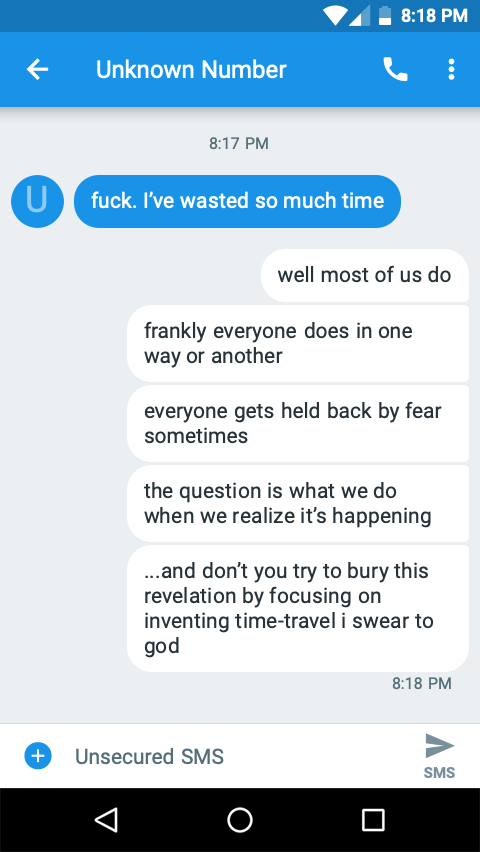 8:18 PM
Unknown Number
8:17 PM
U
fuck. I’ve wasted so much time
well most of us do
frankly everyone does in one
way or another
everyone gets held back by fear
sometimes
the question is what we do
when we realize it’s happening
...and don’t you try to bury this
revelation by focusing on
inventing time-travel i swear to
god
8:18 PM
Unsecured SMS
SMS